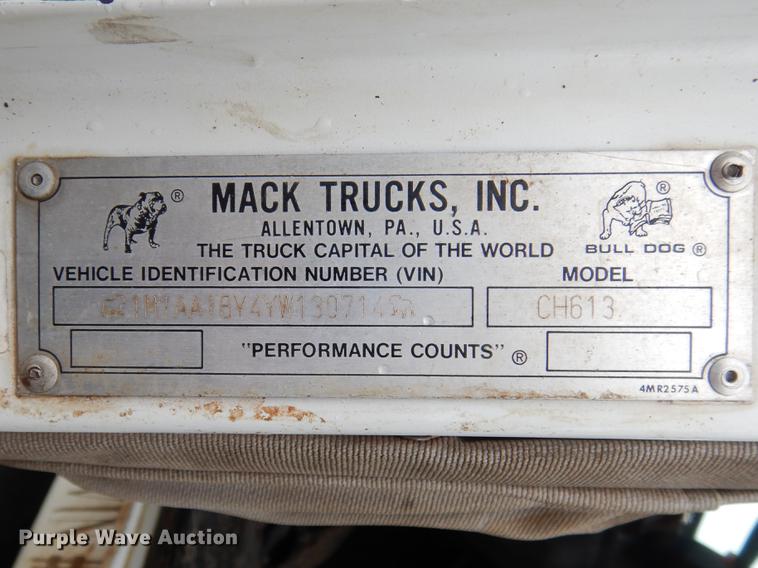 MACK TRUCKS, INC.
ALLENTOWN, PA., U.S.A.
THE TRUCK CAPITAL OF THE WORLD
®
®
BULL DOG ®
VEHICLE IDENTIFICATION NUMBER (VIN) MODEL
1M1AA18Y4YW130714 CH613
"PERFORMANCE COUNTS" ®
4MR2575A
Purple Wave Auction